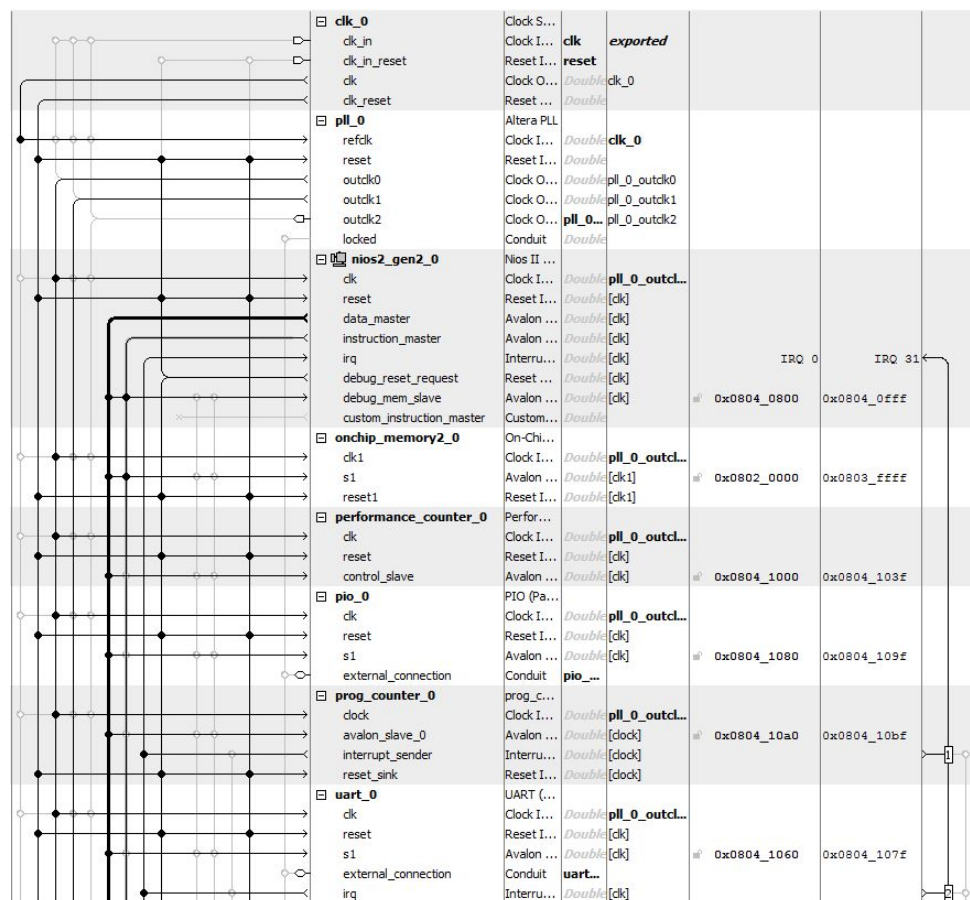 clk_0 Clock S...
clk_in Clock I... clk exported
clk_in_reset Reset I... reset
clk Clock O... Double clk_0
clk_reset Reset ... Double
pll_0 Altera PLL
refclk Clock I... Double clk_0
reset Reset I... Double
outclk0 Clock O... Double pll_0_outclk0
outclk1 Clock O... Double pll_0_outclk1
outclk2 Clock O... pll_0... pll_0_outclk2
locked Conduit Double
nios2_gen2_0 Nios II ...
clk Clock I... Double pll_0_outcl...
reset Reset I... Double [clk]
data_master Avalon ... Double [clk]
instruction_master Avalon ... Double [clk]
irq Interru... Double [clk] IRQ 0 IRQ 31
debug_reset_request Reset ... Double [clk]
debug_mem_slave Avalon ... Double [clk] 0x0804_0800 0x0804_0fff
custom_instruction_master Custom... Double
onchip_memory2_0 On-Chi...
clk1 Clock I... Double pll_0_outcl...
s1 Avalon ... Double [clk1] 0x0802_0000 0x0803_ffff
reset1 Reset I... Double [clk1]
performance_counter_0 Perfor...
clk Clock I... Double pll_0_outcl...
reset Reset I... Double [clk]
control_slave Avalon ... Double [clk] 0x0804_1000 0x0804_103f
pio_0 PIO (Pa...
clk Clock I... Double pll_0_outcl...
reset Reset I... Double [clk]
s1 Avalon ... Double [clk] 0x0804_1080 0x0804_109f
external_connection Conduit pio_...
prog_counter_0 prog_c...
clock Clock I... Double pll_0_outcl...
avalon_slave_0 Avalon ... Double [clock] 0x0804_10a0 0x0804_10bf
interrupt_sender Interru... Double [clock] 1
reset_sink Reset I... Double [clock]
uart_0 UART (...
clk Clock I... Double pll_0_outcl...
reset Reset I... Double [clk]
s1 Avalon ... Double [clk] 0x0804_1060 0x0804_107f
external_connection Conduit uart...
irq Interru... Double [clk] 2